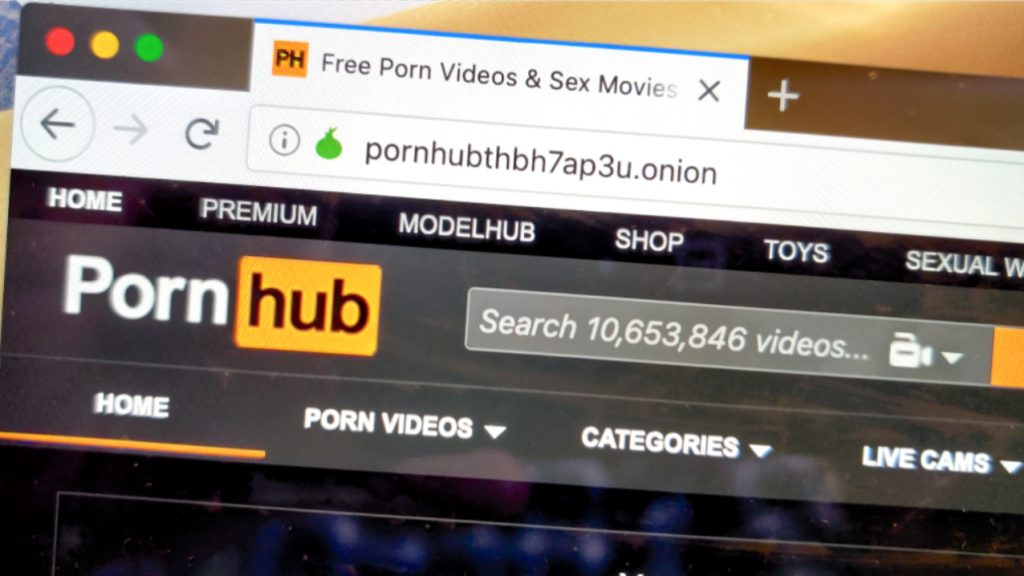 PH Free Porn Videos & Sex Movies
pornhubthbh7ap3u.onion
HOME PREMIUM MODELHUB SHOP TOYS SEXUAL
Porn hub
Search 10,653,846 videos...
HOME PORN VIDEOS CATEGORIES LIVE CAMS